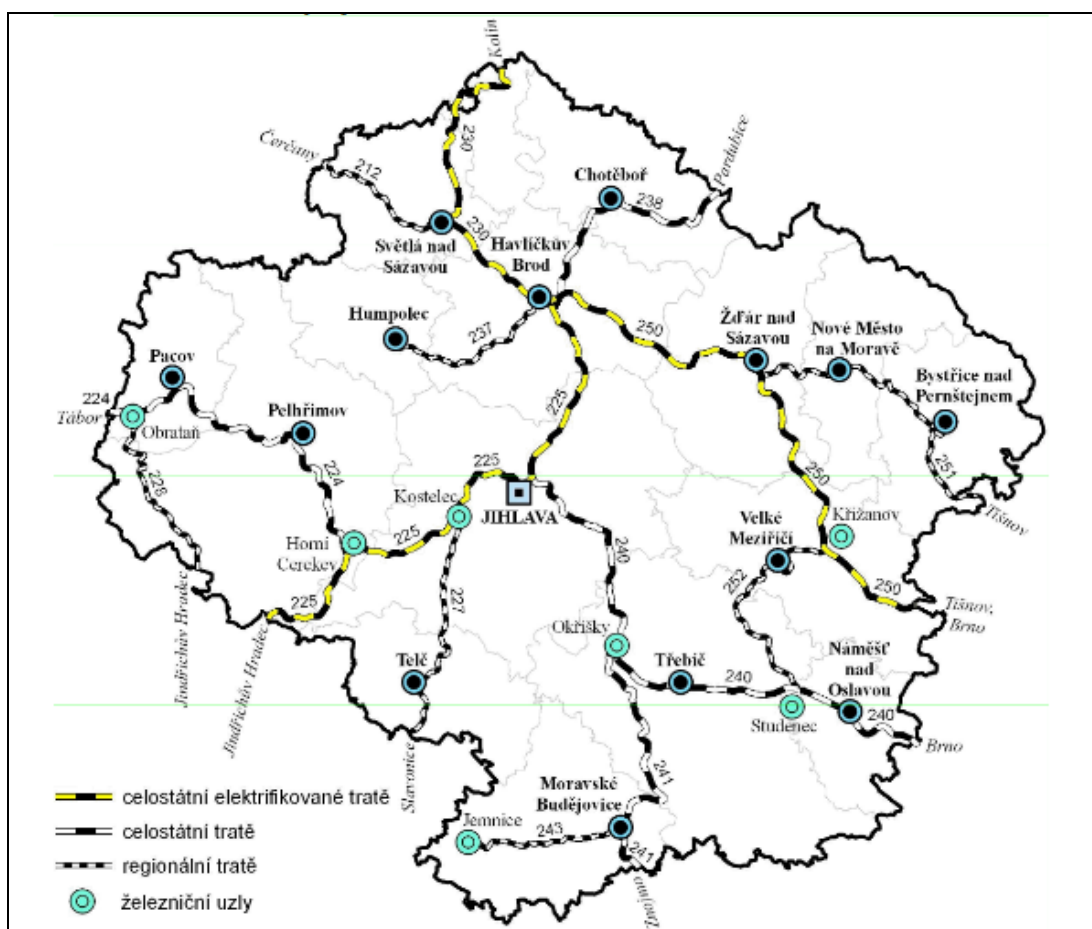 Kolín
230
Čerčany
212
Pardubice
Chotěboř
238
230
Světlá nad
Sázavou
Havlíčkův
Brod
Humpolec
237
250
Žďár nad
Sázavou
Nové Město
na Moravě
Pacov
224
Tábor
Obrataň
Pelhřimov
225
Bystřice nad
Pernštejnem
251
228
224
225
Kostelec
JIHLAVA
250
Tišnov
Křižanov
Velké
Meziříčí
Horní
Cerekev
225
240
252
250
Tišnov,
Brno
Jindřichův Hradec
225
Jindřichův Hradec
227
Okříšky
Telč
Třebíč
240
Náměšť
nad
Oslavou
Studenec
240
Brno
Slavonice
241
Moravské
Budějovice
Jemnice
243
241
Znojmo
celostátní elektrifikované tratě
celostátní tratě
regionální tratě
železniční uzly